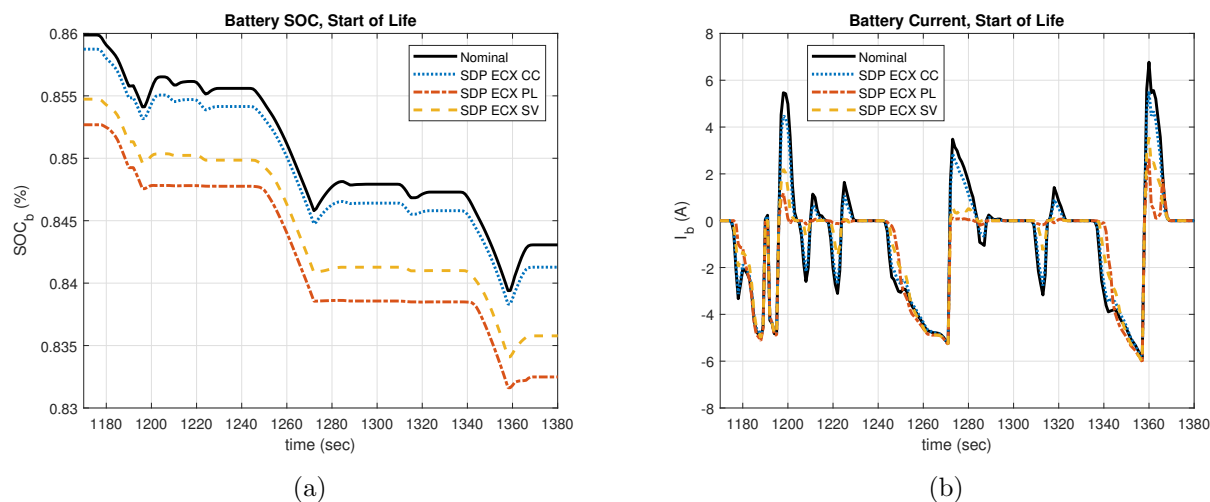 Battery SOC, Start of Life
0.86
0.855
0.85
0.845
0.84
0.835
0.83
SOC_b (%)
Nominal
SDP ECX CC
SDP ECX PL
SDP ECX SV
1180 1200 1220 1240 1260 1280 1300 1320 1340 1360 1380
time (sec)
(a)
Battery Current, Start of Life
8
6
4
2
0
-2
-4
-6
-8
I_b (A)
Nominal
SDP ECX CC
SDP ECX PL
SDP ECX SV
1180 1200 1220 1240 1260 1280 1300 1320 1340 1360 1380
time (sec)
(b)